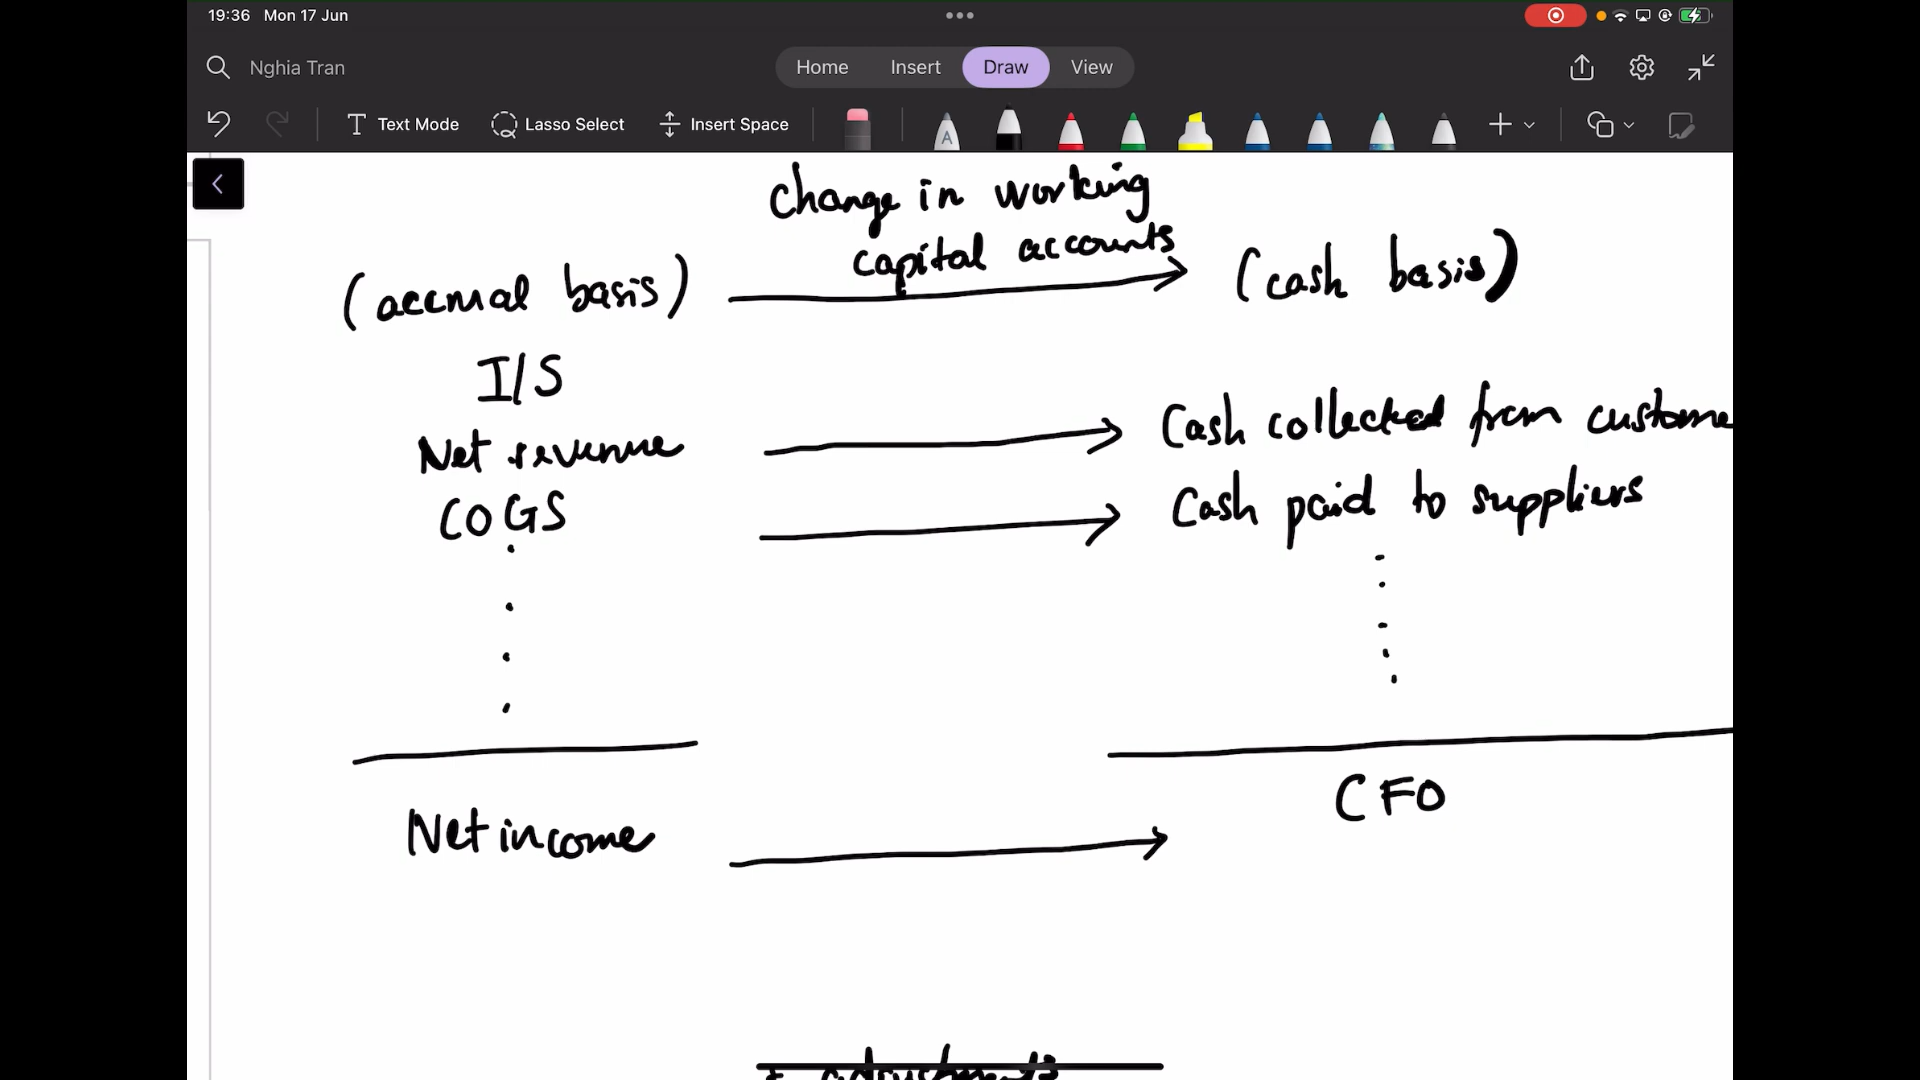 19:36 Mon 17 Jun
Nghia Tran
Home Insert Draw View
Text Mode Lasso Select Insert Space
A
Change in working
capital accounts
(accrual basis) (cash basis)
I/S
Net revenue Cash collected from custome
COGS Cash paid to suppliers
CFO
Net income
adjustments